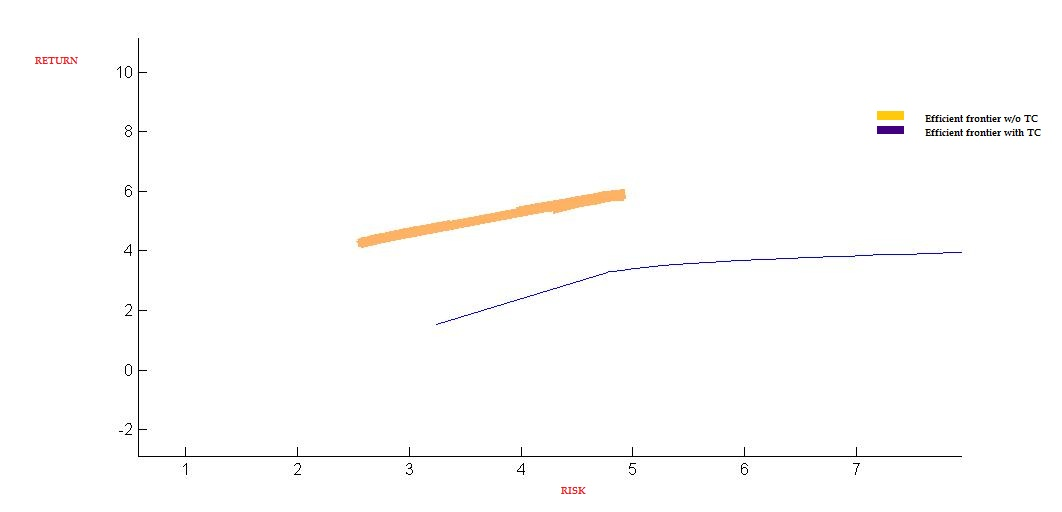 RETURN
10
8
6
4
2
0
-2
Efficient frontier w/o TC
Efficient frontier with TC
1 2 3 4 5 6 7
RISK